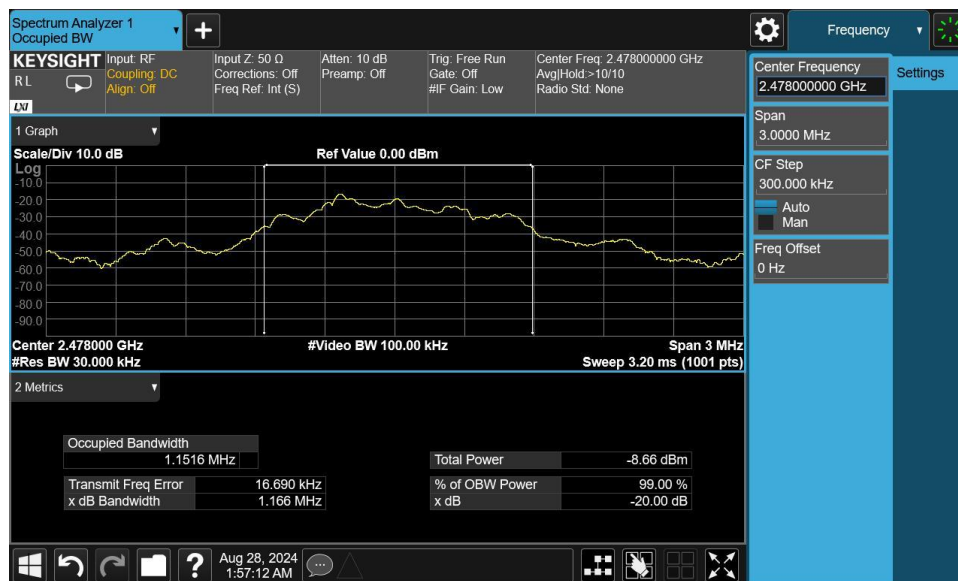 Spectrum Analyzer 1
Occupied BW
Frequency
KEYSIGHT
R L
LXI
Input: RF
Coupling: DC
Align: Off
Input Z: 50 Ω
Corrections: Off
Freq Ref: Int (S)
Atten: 10 dB
Preamp: Off
Trig: Free Run
Gate: Off
#IF Gain: Low
Center Freq: 2.478000000 GHz
Avg|Hold:>10/10
Radio Std: None
Center Frequency
2.478000000 GHz
Settings
Span
3.0000 MHz
CF Step
300.000 kHz
Auto
Man
Freq Offset
0 Hz
1 Graph
Scale/Div 10.0 dB
Ref Value 0.00 dBm
Log
-10.0
-20.0
-30.0
-40.0
-50.0
-60.0
-70.0
-80.0
-90.0
Center 2.478000 GHz
#Video BW 100.00 kHz
Span 3 MHz
#Res BW 30.000 kHz
Sweep 3.20 ms (1001 pts)
2 Metrics
Occupied Bandwidth
1.1516 MHz
Total Power -8.66 dBm
Transmit Freq Error 16.690 kHz
% of OBW Power 99.00 %
x dB Bandwidth 1.166 MHz
x dB -20.00 dB
Aug 28, 2024
1:57:12 AM